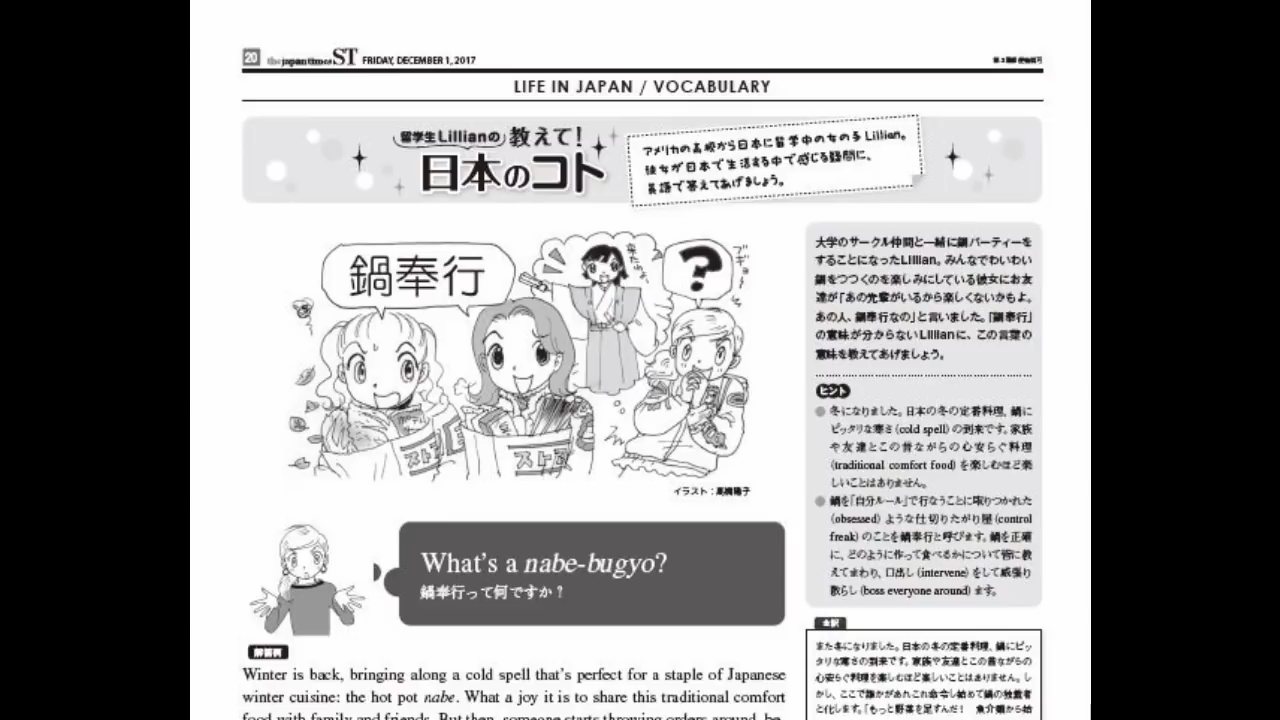 20 the japan times ST FRIDAY, DECEMBER 1, 2017
LIFE IN JAPAN / VOCABULARY
留学生Lillianの 教えて!
日本のコト
アメリカの高校から日本に留学中の女の子 Lillian。
彼女が日本で生活する中で感じる疑問に、
英語で答えてあげましょう。
鍋奉行
?
イラスト:高橋陽子
What's a nabe-bugyo?
鍋奉行って何ですか?
解答例
Winter is back, bringing along a cold spell that's perfect for a staple of Japanese
winter cuisine: the hot pot nabe. What a joy it is to share this traditional comfort
food with family and friends. But then, someone starts throwing orders around, be-
大学のサークル仲間と一緒に鍋パーティーを
することになったLillian。みんなでわいわい
鍋をつつくのを楽しみにしている彼女にお友
達が「あの先輩がいるから楽しくないかもよ。
あの人、鍋奉行なの」と言いました。「鍋奉行」
の意味が分からないLillianに、この言葉の
意味を教えてあげましょう。
ヒント
冬になりました。日本の冬の定番料理、鍋に
ピッタリな寒さ (cold spell) の到来です。家族
や友達とこの昔ながらの心安らぐ料理
(traditional comfort food) を楽しむほど楽
しいことはありません。
鍋を「自分ルール」で行なうことに取りつかれた
(obsessed) ような仕切りたがり屋 (control
freak) のことを鍋奉行と呼びます。鍋を正確
に、どのように作って食べるかについて皆に教
えてまわり、口出し (intervene) をして威張り
散らし (boss everyone around) ます。
全訳
また冬になりました。日本の冬の定番料理、鍋にピッ
タリな寒さの到来です。家族や友達とこの昔ながらの
心安らぐ料理を楽しむほど楽しいことはありません。し
かし、ここで誰かがあれこれ命令し始めて鍋の独裁者
と化します。「もっと野菜を足すんだ! 魚介類から始